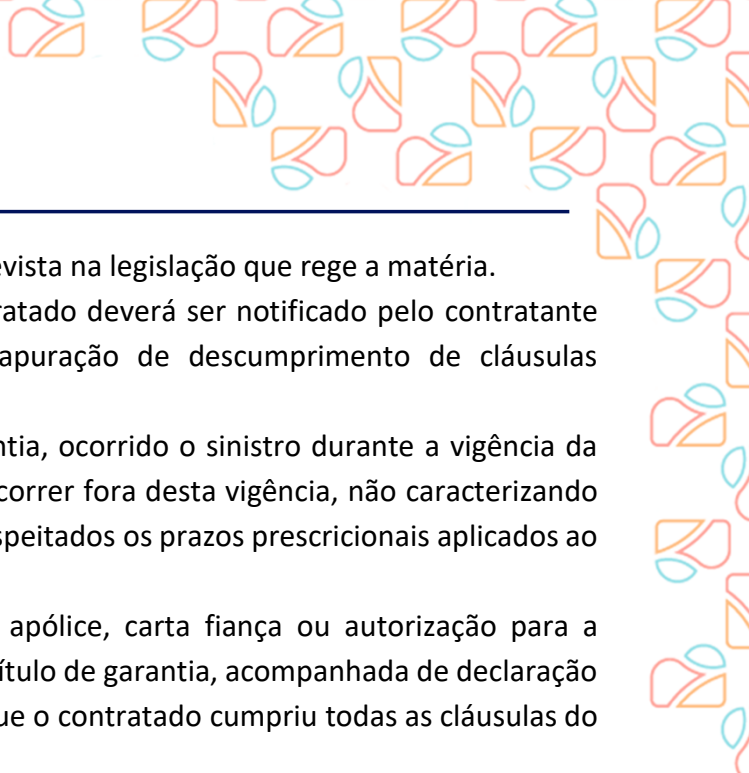 evista na legislação que rege a matéria.
ratado deverá ser notificado pelo contratante
apuração de descumprimento de cláusulas
ntia, ocorrido o sinistro durante a vigência da
correr fora desta vigência, não caracterizando
speitados os prazos prescricionais aplicados ao
apólice, carta fiança ou autorização para a
ítulo de garantia, acompanhada de declaração
ue o contratado cumpriu todas as cláusulas do